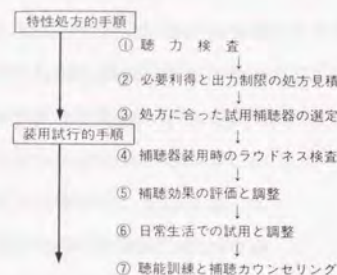 特性処方的手順
① 聴力検査
② 必要利得と出力制限の処方見積
③ 処方に合った試用補聴器の選定
装用試行的手順
④ 補聴器装用時のラウドネス検査
⑤ 補聴効果の評価と調整
⑥ 日常生活での試用と調整
⑦ 聴能訓練と補聴カウンセリング